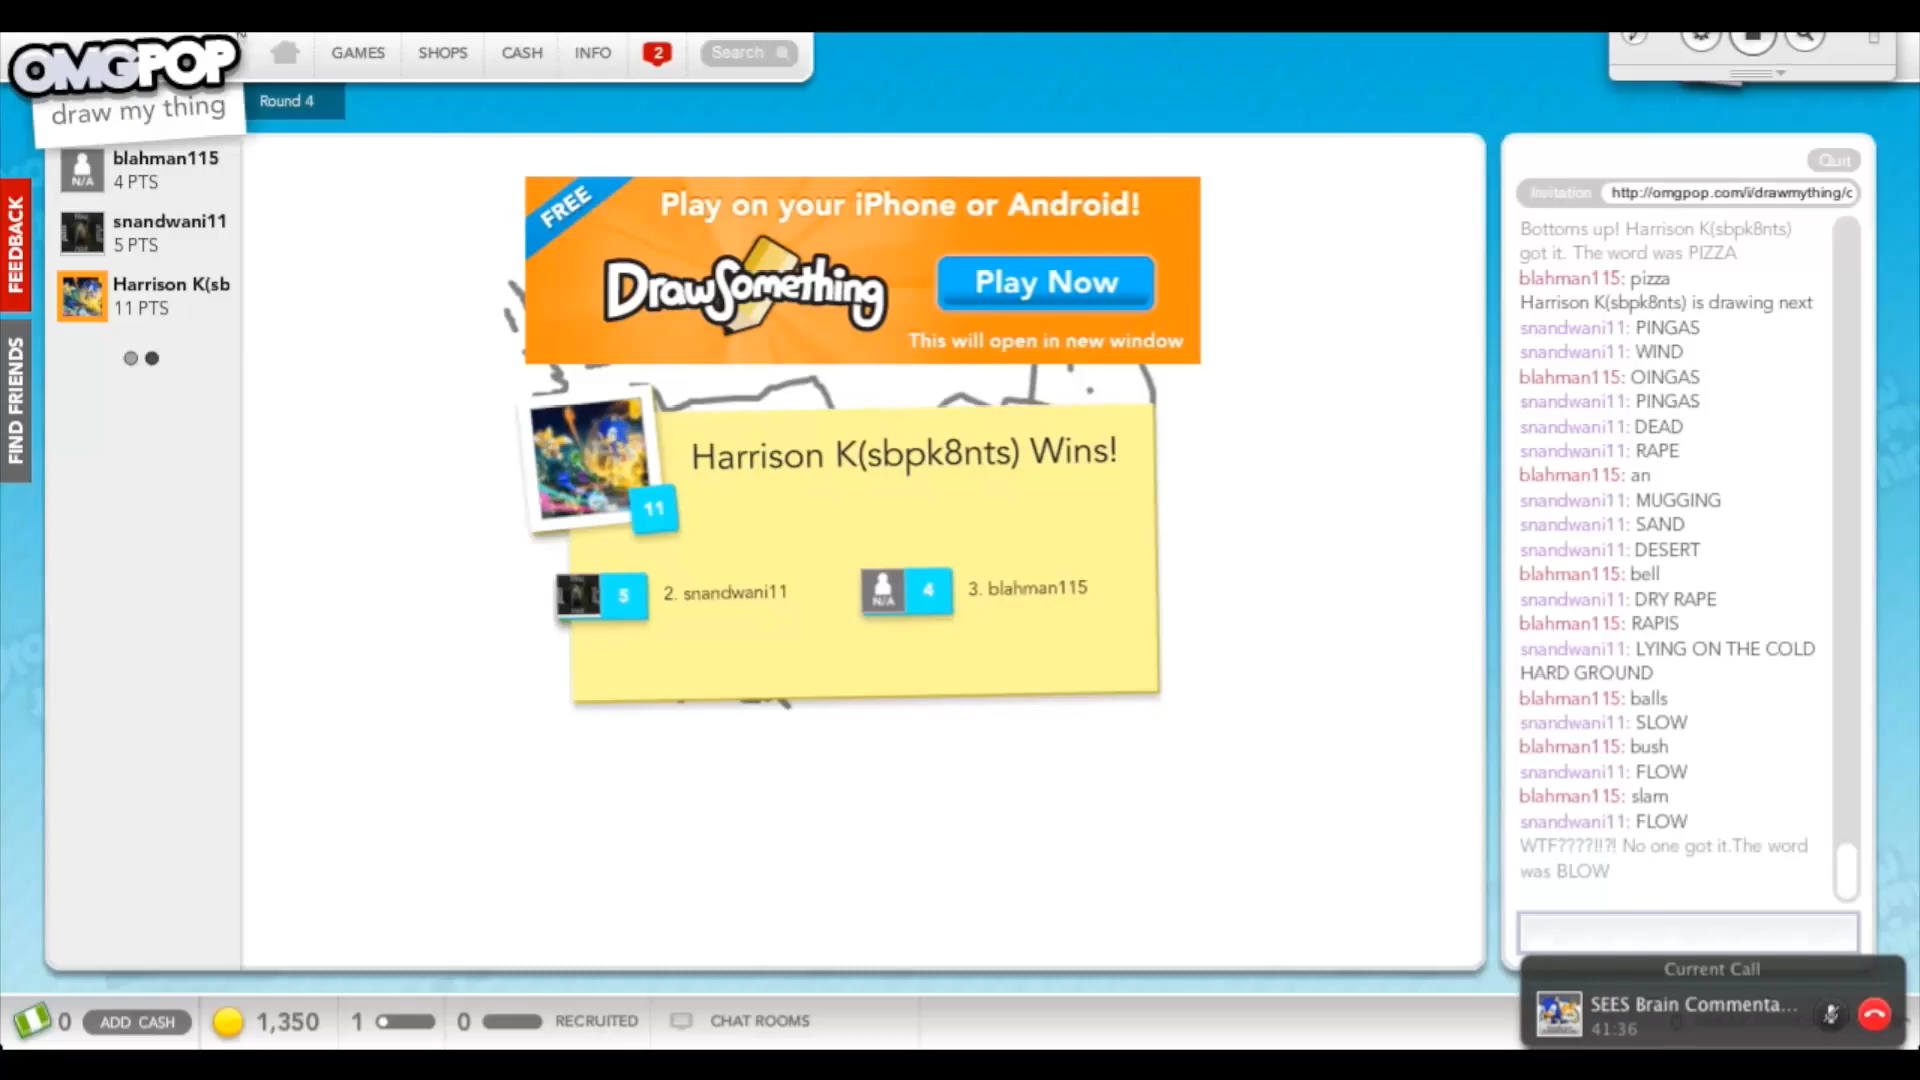 OMGPOP
draw my thing
GAMES
SHOPS
CASH
INFO
2
Search
Round 4
FEEDBACK
FIND FRIENDS
N/A
blahman115
4 PTS
snandwani11
5 PTS
Harrison K(sb
11 PTS
FREE
Play on your iPhone or Android!
DrawSomething
Play Now
This will open in new window
Harrison K(sbpk8nts) Wins!
11
5
2. snandwani11
N/A
4
3. blahman115
Quit
Invitation
http://omgpop.com/i/drawmything/c
Bottoms up! Harrison K(sbpk8nts)
got it. The word was PIZZA
blahman115: pizza
Harrison K(sbpk8nts) is drawing next
snandwani11: PINGAS
snandwani11: WIND
blahman115: OINGAS
snandwani11: PINGAS
snandwani11: DEAD
snandwani11: RAPE
blahman115: an
snandwani11: MUGGING
snandwani11: SAND
snandwani11: DESERT
blahman115: bell
snandwani11: DRY RAPE
blahman115: RAPIS
snandwani11: LYING ON THE COLD
HARD GROUND
blahman115: balls
snandwani11: SLOW
blahman115: bush
snandwani11: FLOW
blahman115: slam
snandwani11: FLOW
WTF????!!?! No one got it.The word
was BLOW
Current Call
SEES Brain Commenta...
41:36
0
ADD CASH
1,350
1
0
RECRUITED
CHAT ROOMS